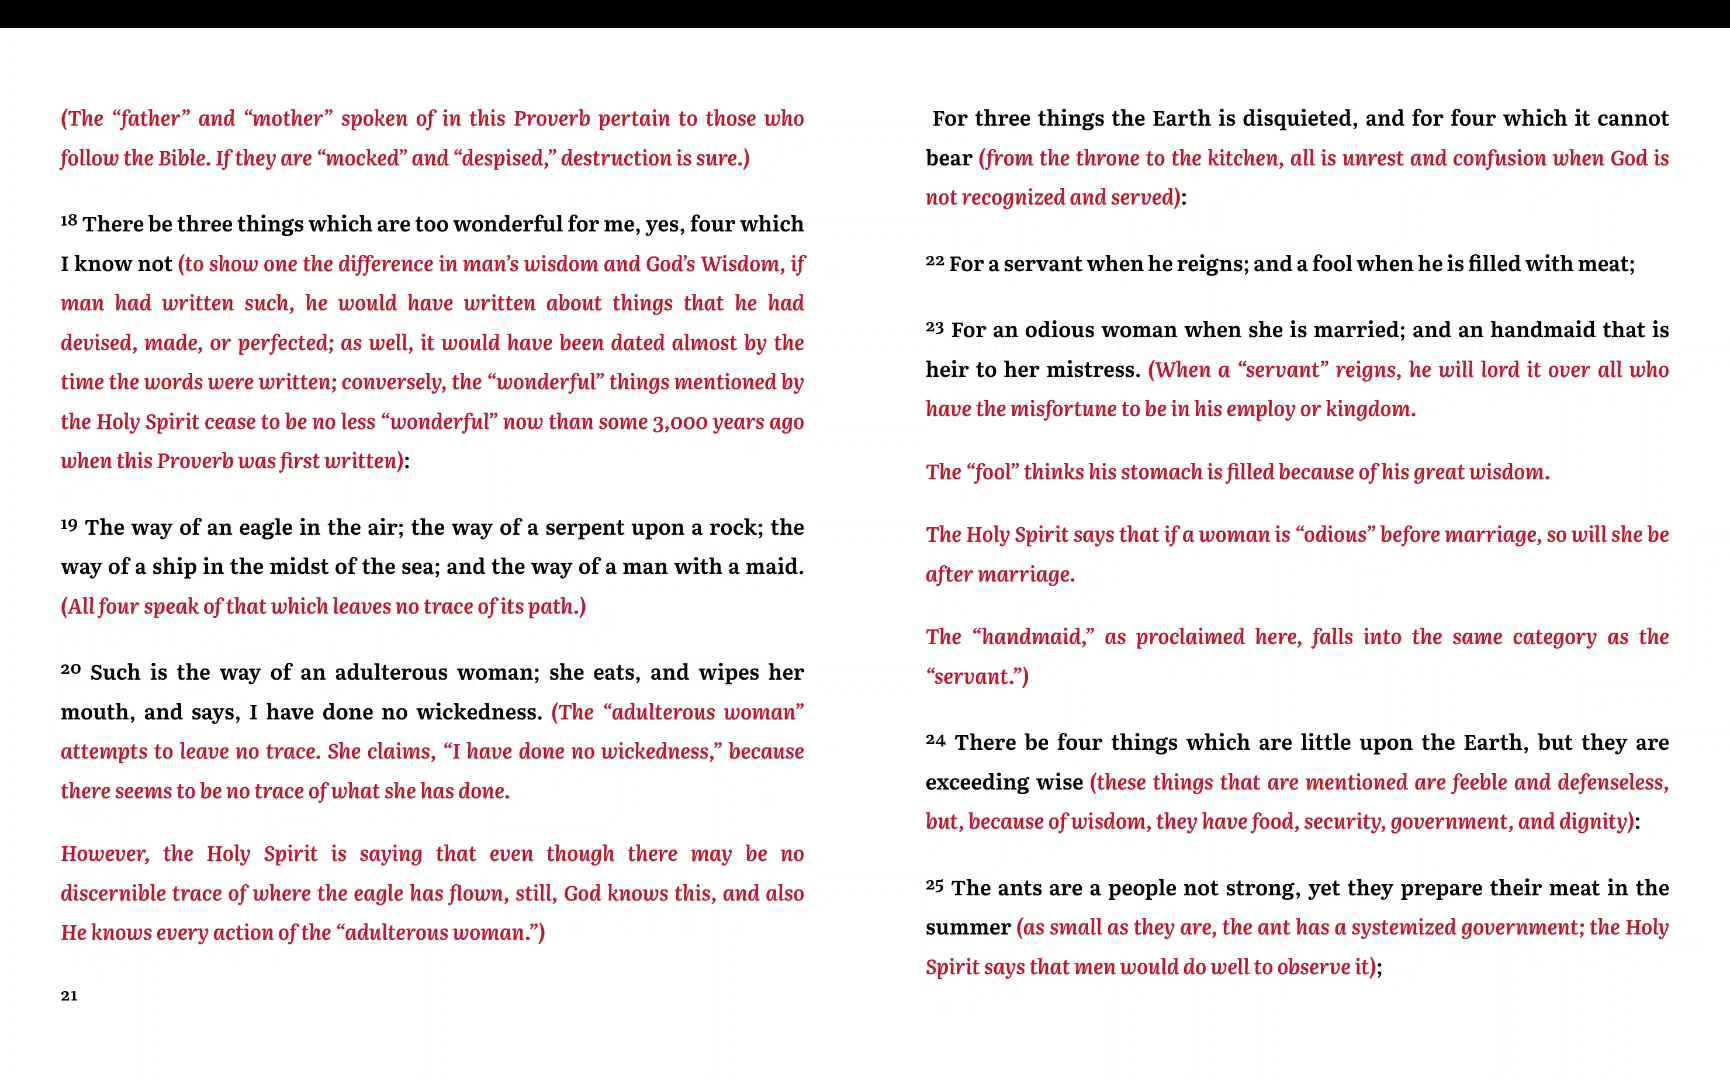 (The “father” and “mother” spoken of in this Proverb pertain to those who
follow the Bible. If they are “mocked” and “despised,” destruction is sure.)
18 There be three things which are too wonderful for me, yes, four which
I know not (to show one the difference in man’s wisdom and God’s Wisdom, if
man had written such, he would have written about things that he had
devised, made, or perfected; as well, it would have been dated almost by the
time the words were written; conversely, the “wonderful” things mentioned by
the Holy Spirit cease to be no less “wonderful” now than some 3,000 years ago
when this Proverb was first written):
19 The way of an eagle in the air; the way of a serpent upon a rock; the
way of a ship in the midst of the sea; and the way of a man with a maid.
(All four speak of that which leaves no trace of its path.)
20 Such is the way of an adulterous woman; she eats, and wipes her
mouth, and says, I have done no wickedness. (The “adulterous woman”
attempts to leave no trace. She claims, “I have done no wickedness,” because
there seems to be no trace of what she has done.
However, the Holy Spirit is saying that even though there may be no
discernible trace of where the eagle has flown, still, God knows this, and also
He knows every action of the “adulterous woman.”)
21
For three things the Earth is disquieted, and for four which it cannot
bear (from the throne to the kitchen, all is unrest and confusion when God is
not recognized and served):
22 For a servant when he reigns; and a fool when he is filled with meat;
23 For an odious woman when she is married; and an handmaid that is
heir to her mistress. (When a “servant” reigns, he will lord it over all who
have the misfortune to be in his employ or kingdom.
The “fool” thinks his stomach is filled because of his great wisdom.
The Holy Spirit says that if a woman is “odious” before marriage, so will she be
after marriage.
The “handmaid,” as proclaimed here, falls into the same category as the
“servant.”)
24 There be four things which are little upon the Earth, but they are
exceeding wise (these things that are mentioned are feeble and defenseless,
but, because of wisdom, they have food, security, government, and dignity):
25 The ants are a people not strong, yet they prepare their meat in the
summer (as small as they are, the ant has a systemized government; the Holy
Spirit says that men would do well to observe it);